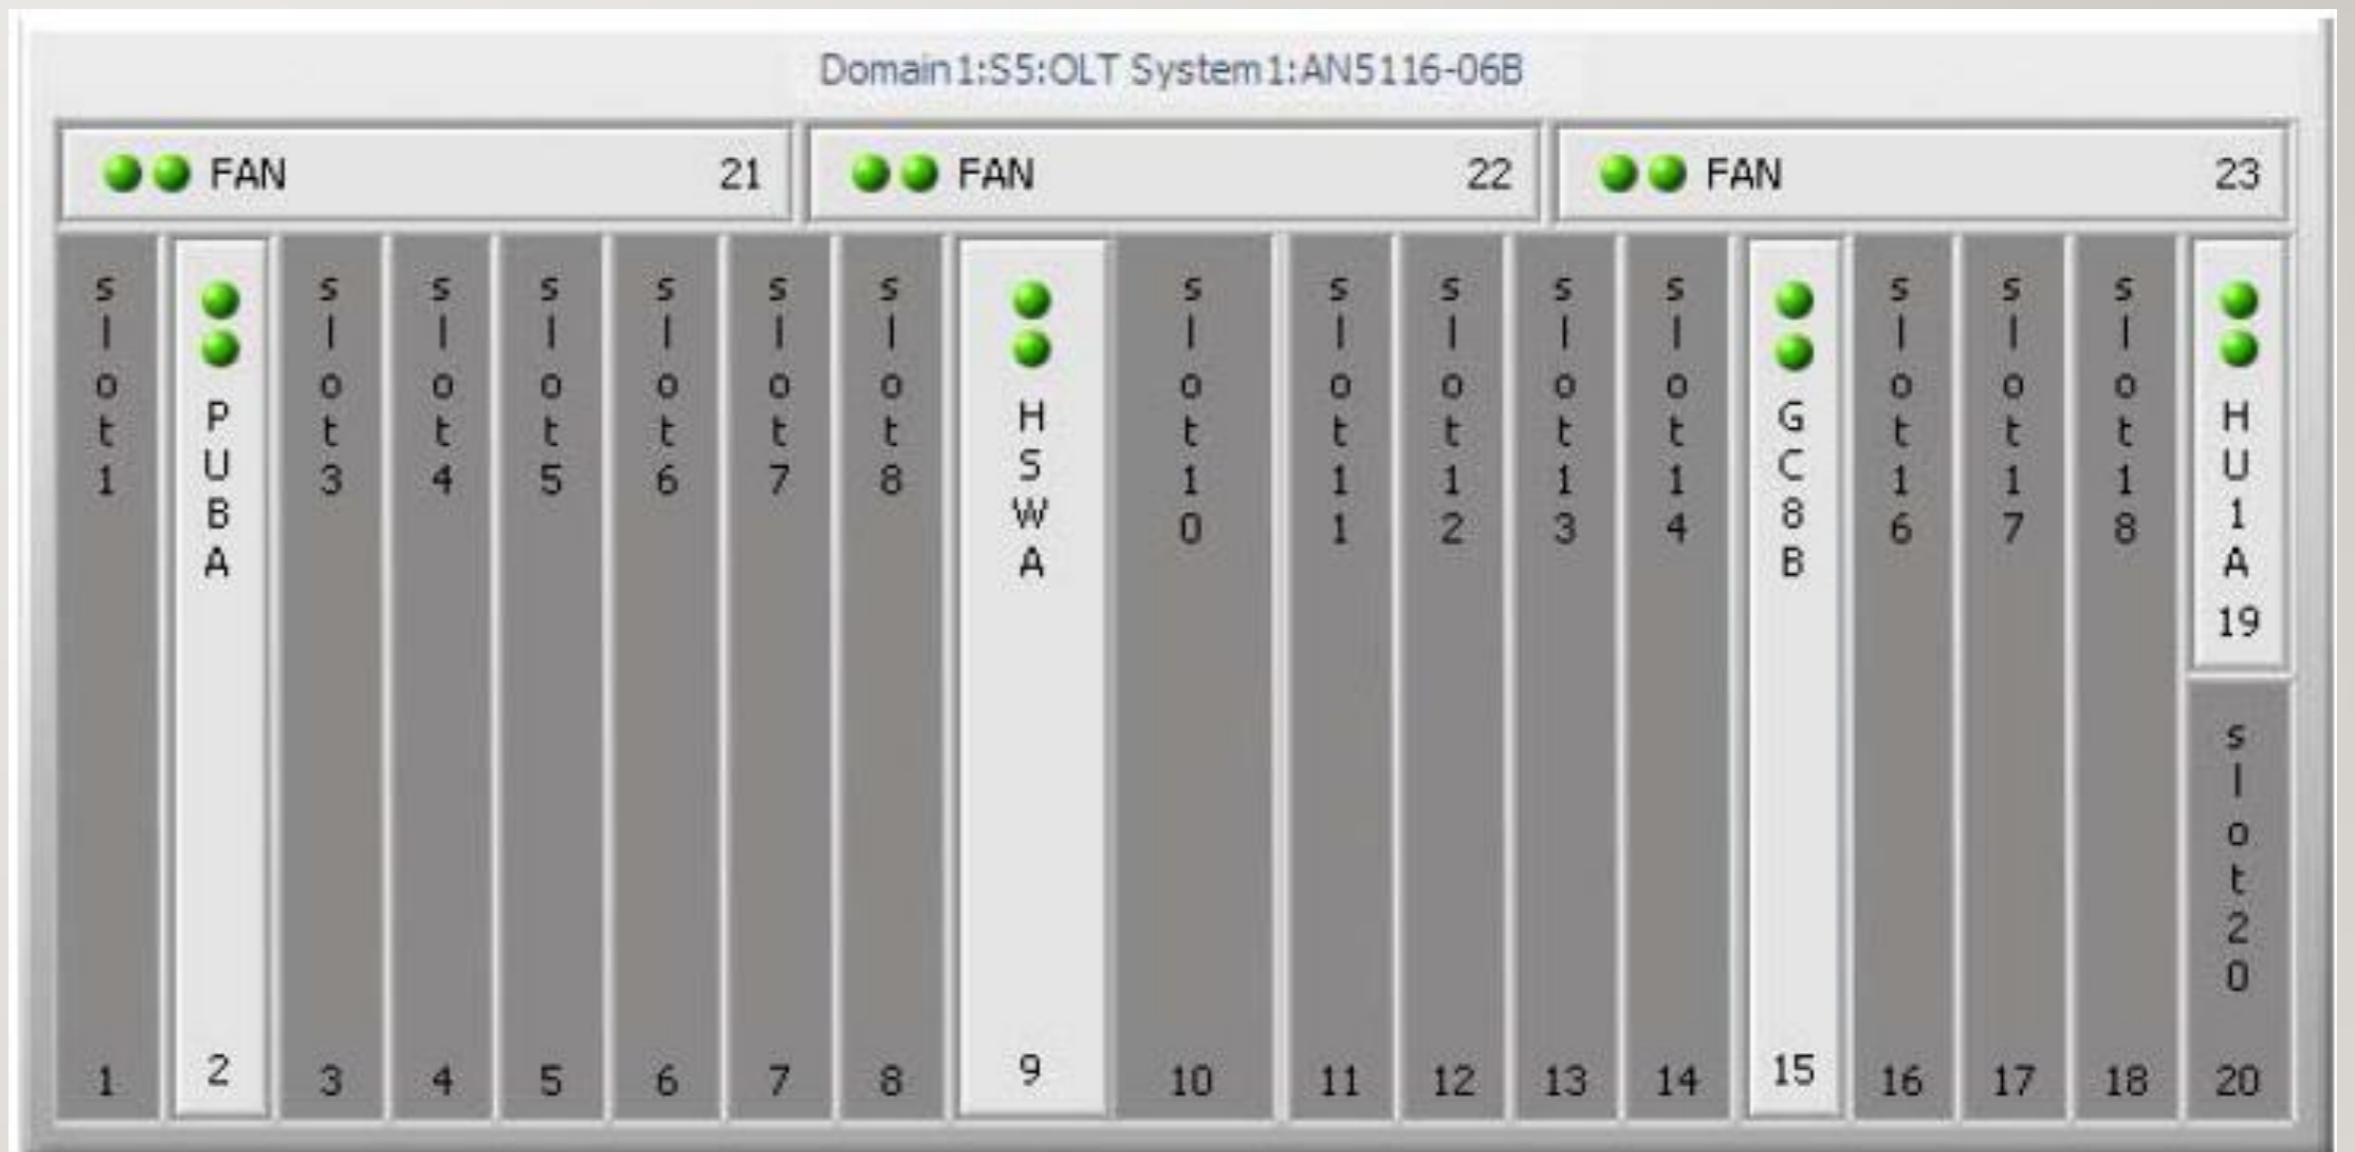 Domain1:S5:OLT System1:AN5116-06B
FAN 21
FAN 22
FAN 23
slot1 1
PUBA 2
slot3 3
slot4 4
slot5 5
slot6 6
slot7 7
slot8 8
HSWA 9
slot10 10
slot11 11
slot12 12
slot13 13
slot14 14
GC8B 15
slot16 16
slot17 17
slot18 18
HU1A 19
slot20 20